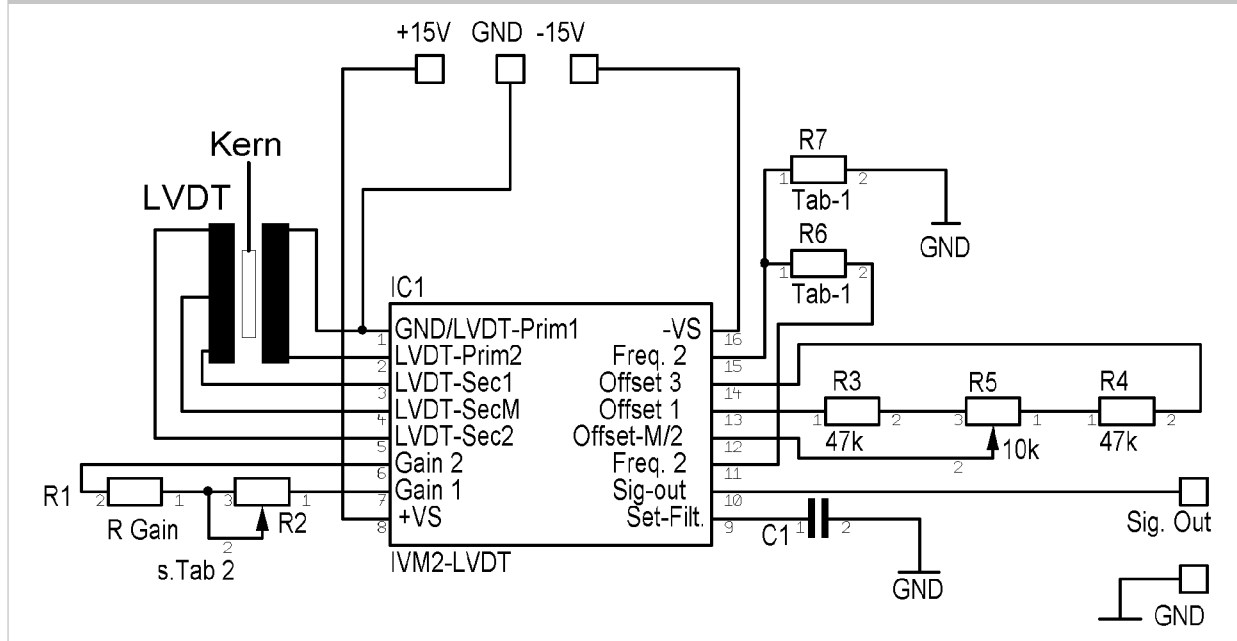 +15V GND -15V
Kern
LVDT
R7
1 2
Tab-1
GND
R6
1 2
Tab-1
IC1
1 GND/LVDT-Prim1 -VS 16
2 LVDT-Prim2 Freq. 2 15
3 LVDT-Sec1 Offset 3 14
4 LVDT-SecM Offset 1 13
5 LVDT-Sec2 Offset-M/2 12
6 Gain 2 Freq. 2 11
7 Gain 1 Sig-out 10
8 +VS Set-Filt. 9
IVM2-LVDT
R3 R5 R4
1 2 3 1 1 2
47k 10k 47k
2
R1 2 1 3 1 R2
R Gain
2
s.Tab 2
C1 1 2
GND
Sig. Out
GND